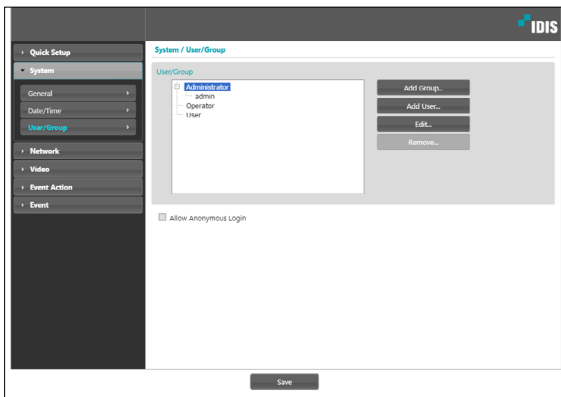 IDIS
Quick Setup
System
General
Date/Time
User/Group
Network
Video
Event Action
Event
System / User/Group
User/Group
Administrator
admin
Operator
User
Add Group...
Add User...
Edit...
Remove...
Allow Anonymous Login
Save